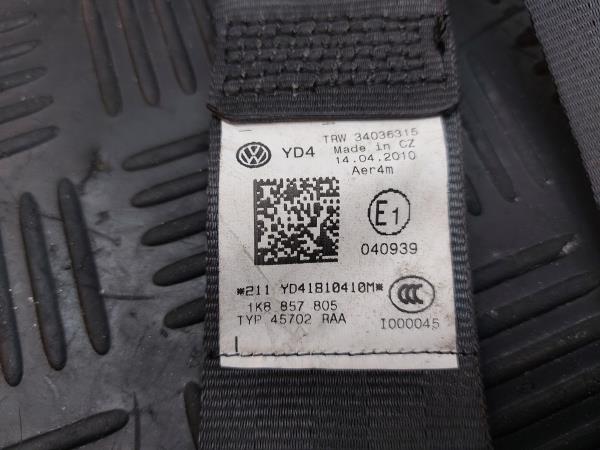 TRW 34036315
YD4 Made in CZ
14.04.2010
Aer4m
E1
040939
*211 YD41810410M*
1K8 857 805
TYP 45702 RAA
CCC
I000045